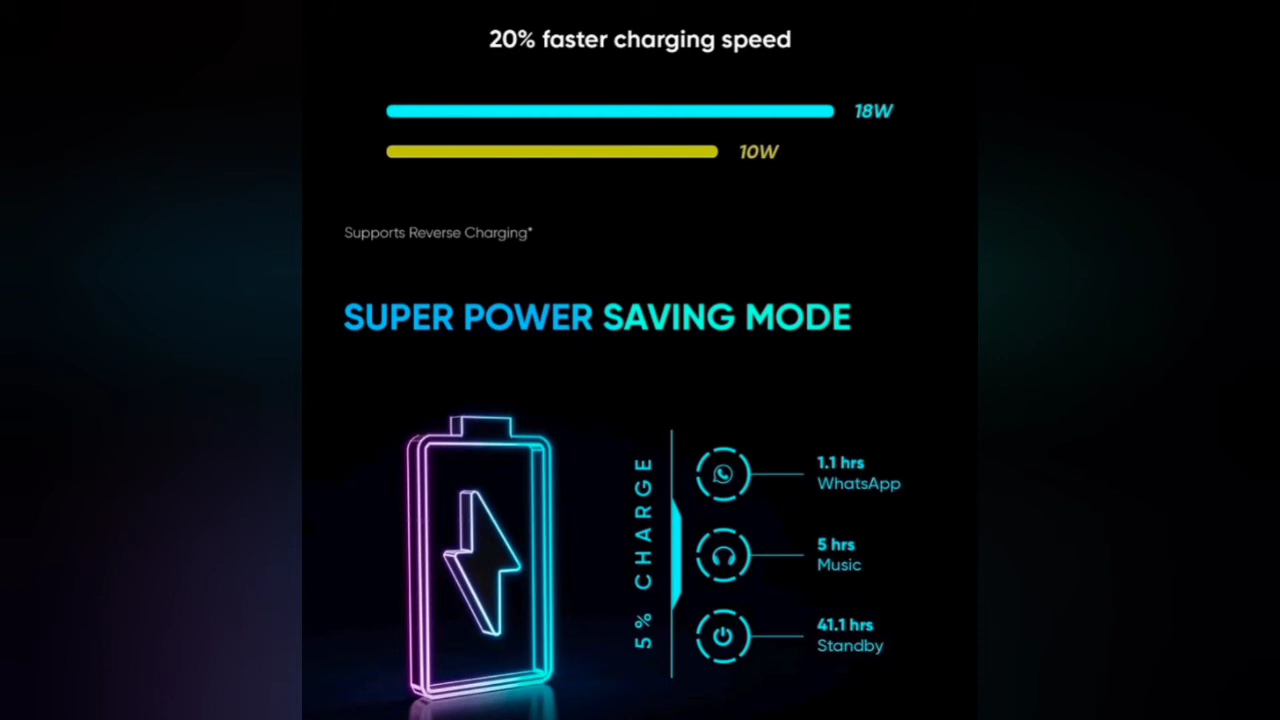 20% faster charging speed
18W
10W
Supports Reverse Charging*
SUPER POWER SAVING MODE
5% CHARGE
1.1 hrs
WhatsApp
5 hrs
Music
41.1 hrs
Standby